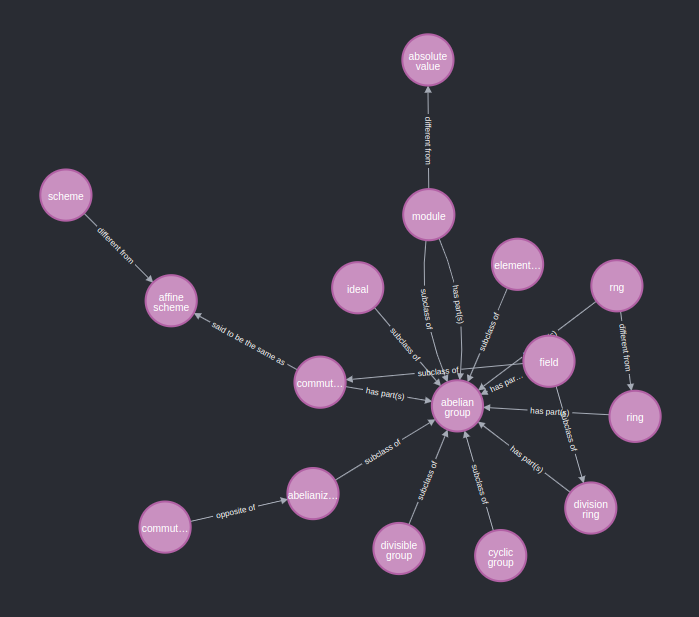 absolute
value
different from
scheme
module
different from
element…
ideal
rng
affine
scheme
has part(s)
subclass of
subclass of
different from
said to be the same as
subclass of
field
subclass of
commut…
has par…
has part(s)
abelian
group
has part(s)
subclass of
ring
subclass of
has part(s)
subclass of
subclass of
abelianiz…
opposite of
commut…
division
ring
divisible
group
cyclic
group